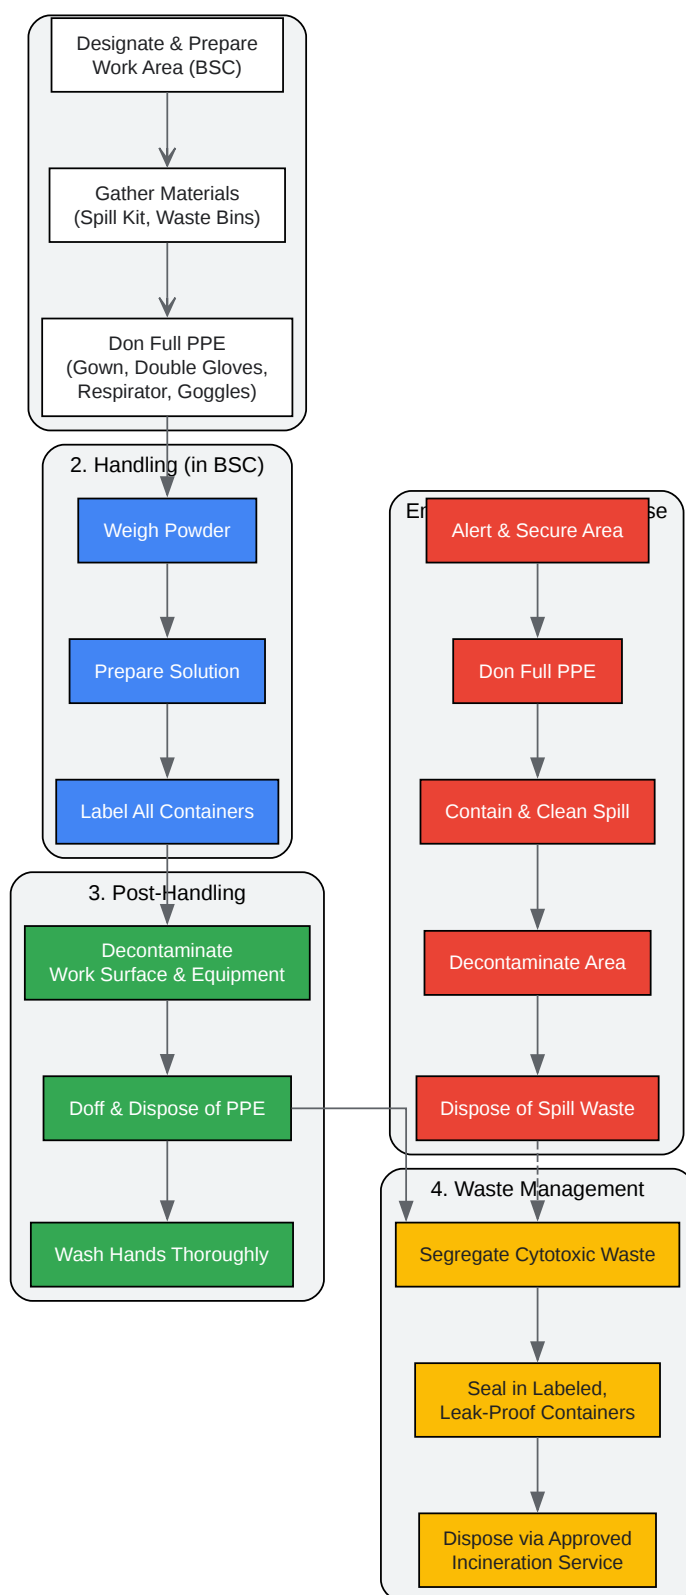 Designate & Prepare
Work Area (BSC)
Gather Materials
(Spill Kit, Waste Bins)
Don Full PPE
(Gown, Double Gloves,
Respirator, Goggles)
2. Handling (in BSC)
Weigh Powder
Prepare Solution
Label All Containers
3. Post-Handling
Decontaminate
Work Surface & Equipment
Doff & Dispose of PPE
Wash Hands Thoroughly
Alert & Secure Area
Don Full PPE
Contain & Clean Spill
Decontaminate Area
Dispose of Spill Waste
4. Waste Management
Segregate Cytotoxic Waste
Seal in Labeled,
Leak-Proof Containers
Dispose via Approved
Incineration Service